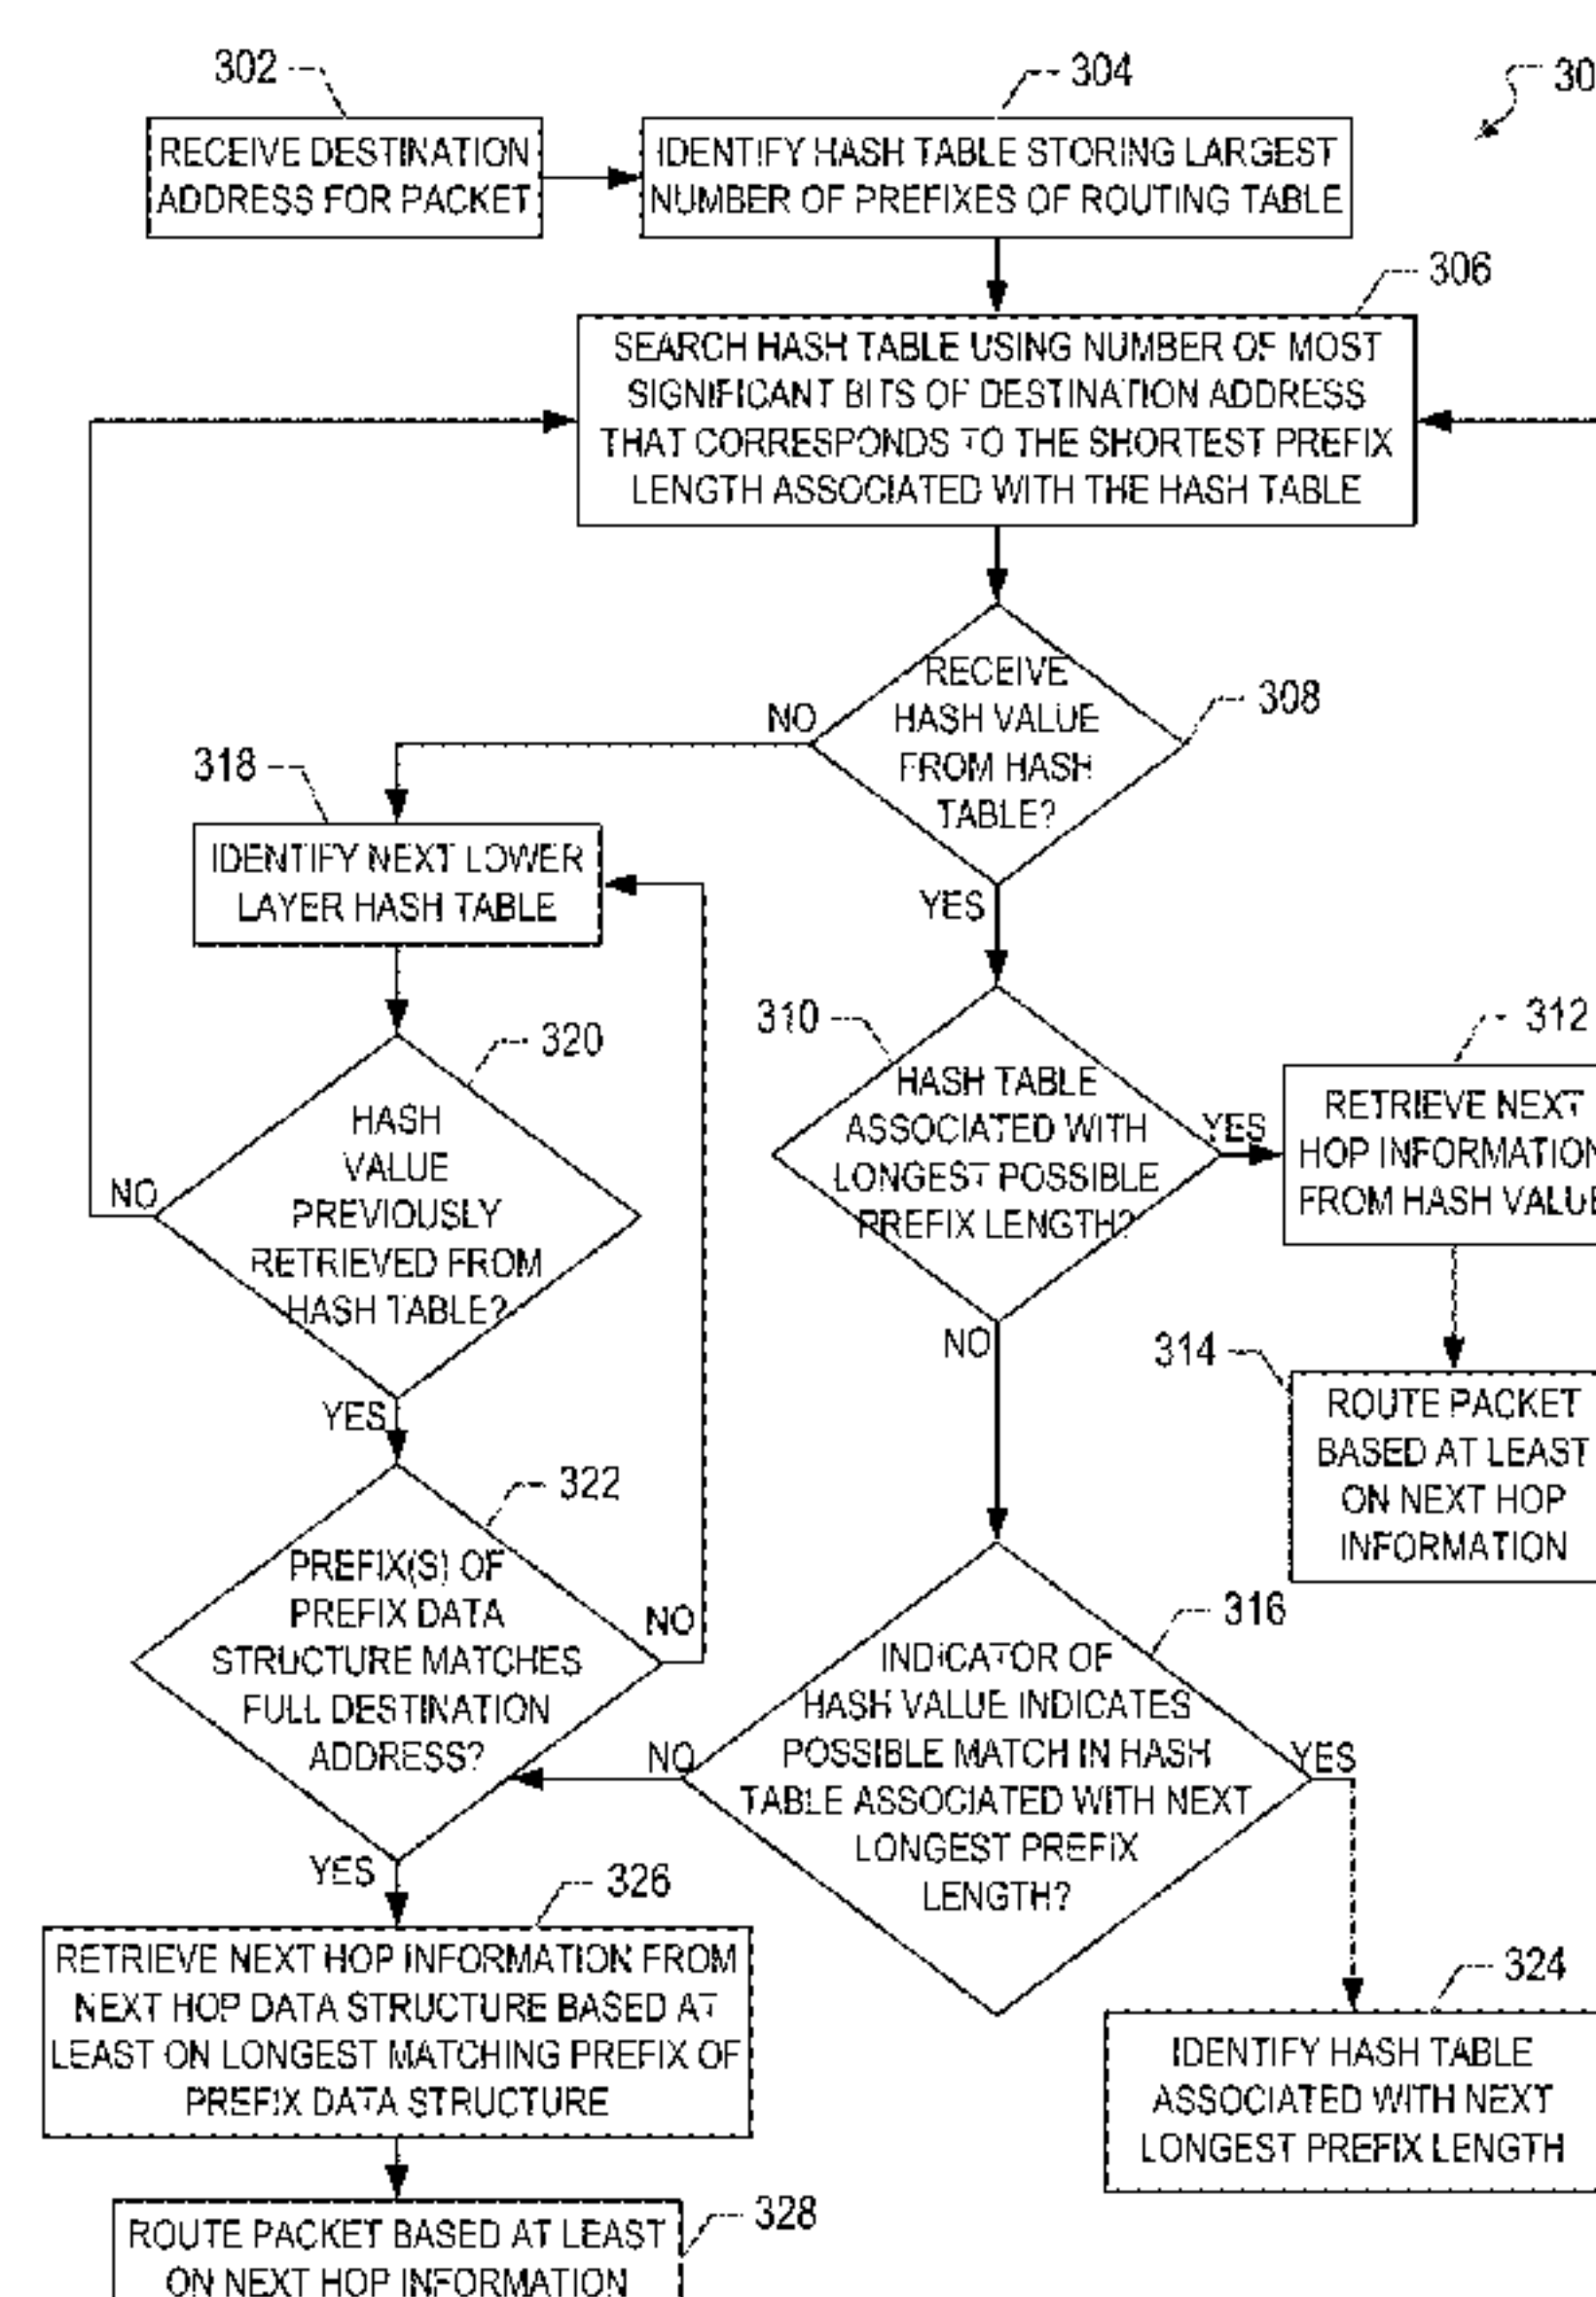 302
304
30
RECEIVE DESTINATION
ADDRESS FOR PACKET
IDENTIFY HASH TABLE STORING LARGEST
NUMBER OF PREFIXES OF ROUTING TABLE
306
SEARCH HASH TABLE USING NUMBER OF MOST
SIGNIFICANT BITS OF DESTINATION ADDRESS
THAT CORRESPONDS TO THE SHORTEST PREFIX
LENGTH ASSOCIATED WITH THE HASH TABLE
308
RECEIVE
HASH VALUE
FROM HASH
TABLE?
NO
YES
318
IDENTIFY NEXT LOWER
LAYER HASH TABLE
310
HASH TABLE
ASSOCIATED WITH
LONGEST POSSIBLE
PREFIX LENGTH?
YES
NO
312
RETRIEVE NEXT
HOP INFORMATION
FROM HASH VALUE
314
ROUTE PACKET
BASED AT LEAST
ON NEXT HOP
INFORMATION
320
HASH
VALUE
PREVIOUSLY
RETRIEVED FROM
HASH TABLE?
NO
YES
322
PREFIX(S) OF
PREFIX DATA
STRUCTURE MATCHES
FULL DESTINATION
ADDRESS?
NO
YES
316
INDICATOR OF
HASH VALUE INDICATES
POSSIBLE MATCH IN HASH
TABLE ASSOCIATED WITH NEXT
LONGEST PREFIX
LENGTH?
NO
YES
324
IDENTIFY HASH TABLE
ASSOCIATED WITH NEXT
LONGEST PREFIX LENGTH
326
RETRIEVE NEXT HOP INFORMATION FROM
NEXT HOP DATA STRUCTURE BASED AT
LEAST ON LONGEST MATCHING PREFIX OF
PREFIX DATA STRUCTURE
328
ROUTE PACKET BASED AT LEAST
ON NEXT HOP INFORMATION